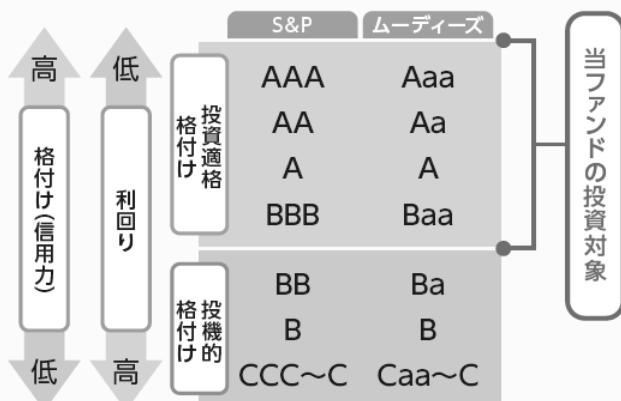 S&P ムーディーズ
高 低
格付け(信用力)
利回り
低 高
投資適格
格付け
AAA Aaa
AA Aa
A A
BBB Baa
投機的
格付け
BB Ba
B B
CCC～C Caa～C
当ファンドの投資対象